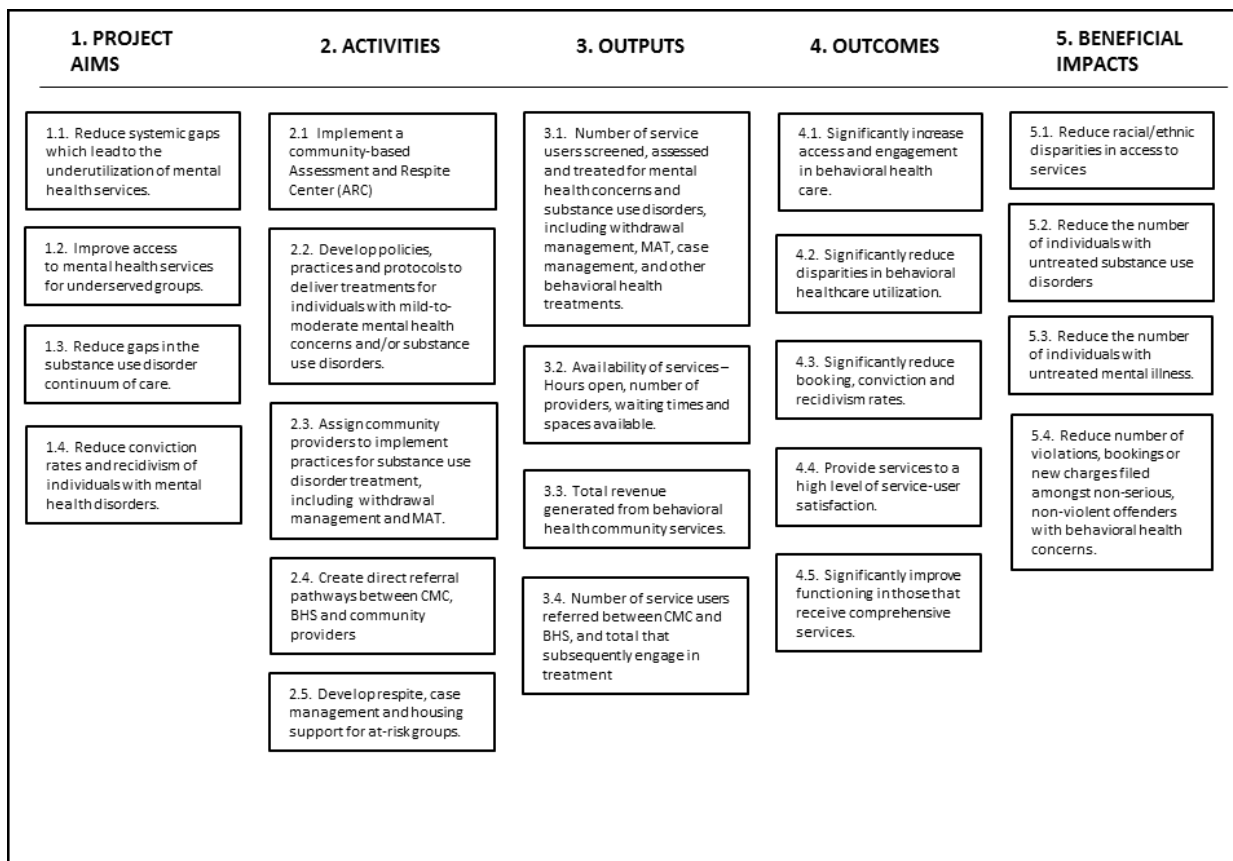 1. PROJECT
AIMS
2. ACTIVITIES
3. OUTPUTS
4. OUTCOMES
5. BENEFICIAL
IMPACTS
1.1. Reduce systemic gaps
which lead to the
underutilization of mental
health services.
1.2. Improve access
to mental health services
for underserved groups.
1.3. Reduce gaps in the
substance use disorder
continuum of care.
1.4. Reduce conviction
rates and recidivism of
individuals with mental
health disorders.
2.1 Implement a
community-based
Assessment and Respite
Center (ARC)
2.2. Develop policies,
practices and protocols to
deliver treatments for
individuals with mild-to-
moderate mental health
concerns and/or substance
use disorders.
2.3. Assign community
providers to implement
practices for substance use
disorder treatment,
including withdrawal
management and MAT.
2.4. Create direct referral
pathways between CMC,
BHS and community
providers
2.5. Develop respite, case
management and housing
support for at-risk groups.
3.1. Number of service
users screened, assessed
and treated for mental
health concerns and
substance use disorders,
including withdrawal
management, MAT, case
management, and other
behavioral health
treatments.
3.2. Availability of services –
Hours open, number of
providers, waiting times and
spaces available.
3.3. Total revenue
generated from behavioral
health community services.
3.4. Number of service users
referred between CMC and
BHS, and total that
subsequently engage in
treatment
4.1. Significantly increase
access and engagement
in behavioral health
care.
4.2. Significantly reduce
disparities in behavioral
healthcare utilization.
4.3. Significantly reduce
booking, conviction and
recidivism rates.
4.4. Provide services to a
high level of service-user
satisfaction.
4.5. Significantly improve
functioning in those that
receive comprehensive
services.
5.1. Reduce racial/ethnic
disparities in access to
services
5.2. Reduce the number
of individuals with
untreated substance use
disorders
5.3. Reduce the number
of individuals with
untreated mental illness.
5.4. Reduce number of
violations, bookings or
new charges filed
amongst non-serious,
non-violent offenders
with behavioral health
concerns.